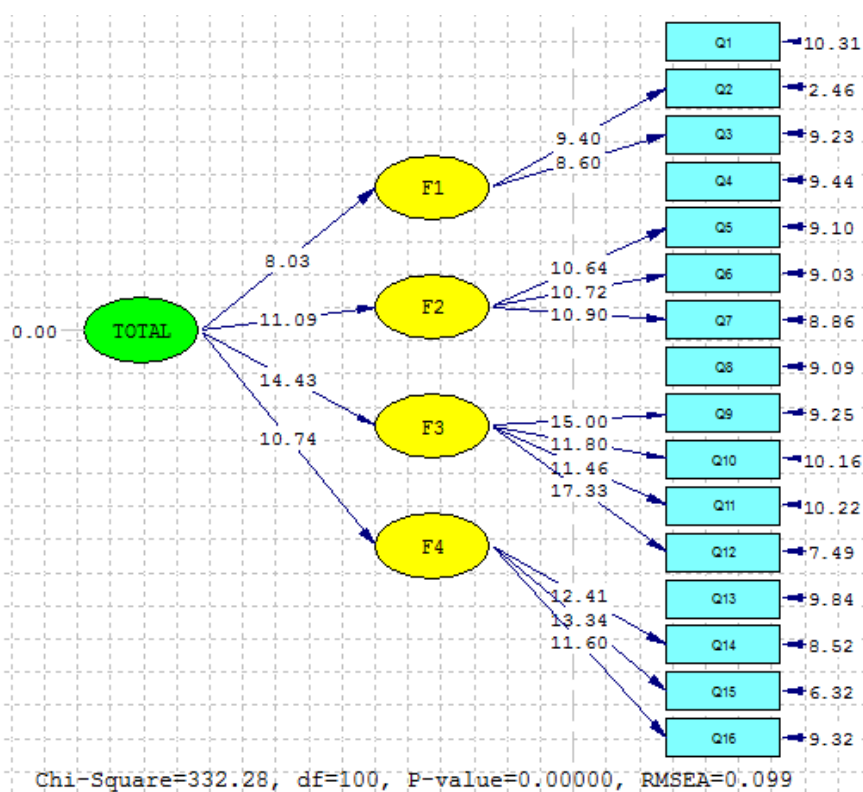 Q1 10.31
Q2 2.46
9.40
Q3 9.23
8.60
F1
Q4 9.44
Q5 9.10
8.03
10.64
Q6 9.03
10.72
F2
10.90
11.09
Q7 8.86
0.00 TOTAL
Q8 9.09
14.43
Q9 9.25
15.00
F3
11.80
10.74
Q10 10.16
11.46
17.33
Q11 10.22
F4
Q12 7.49
12.41
Q13 9.84
13.34
11.60
Q14 8.52
Q15 6.32
Q16 9.32
Chi-Square=332.28, df=100, P-value=0.00000, RMSEA=0.099